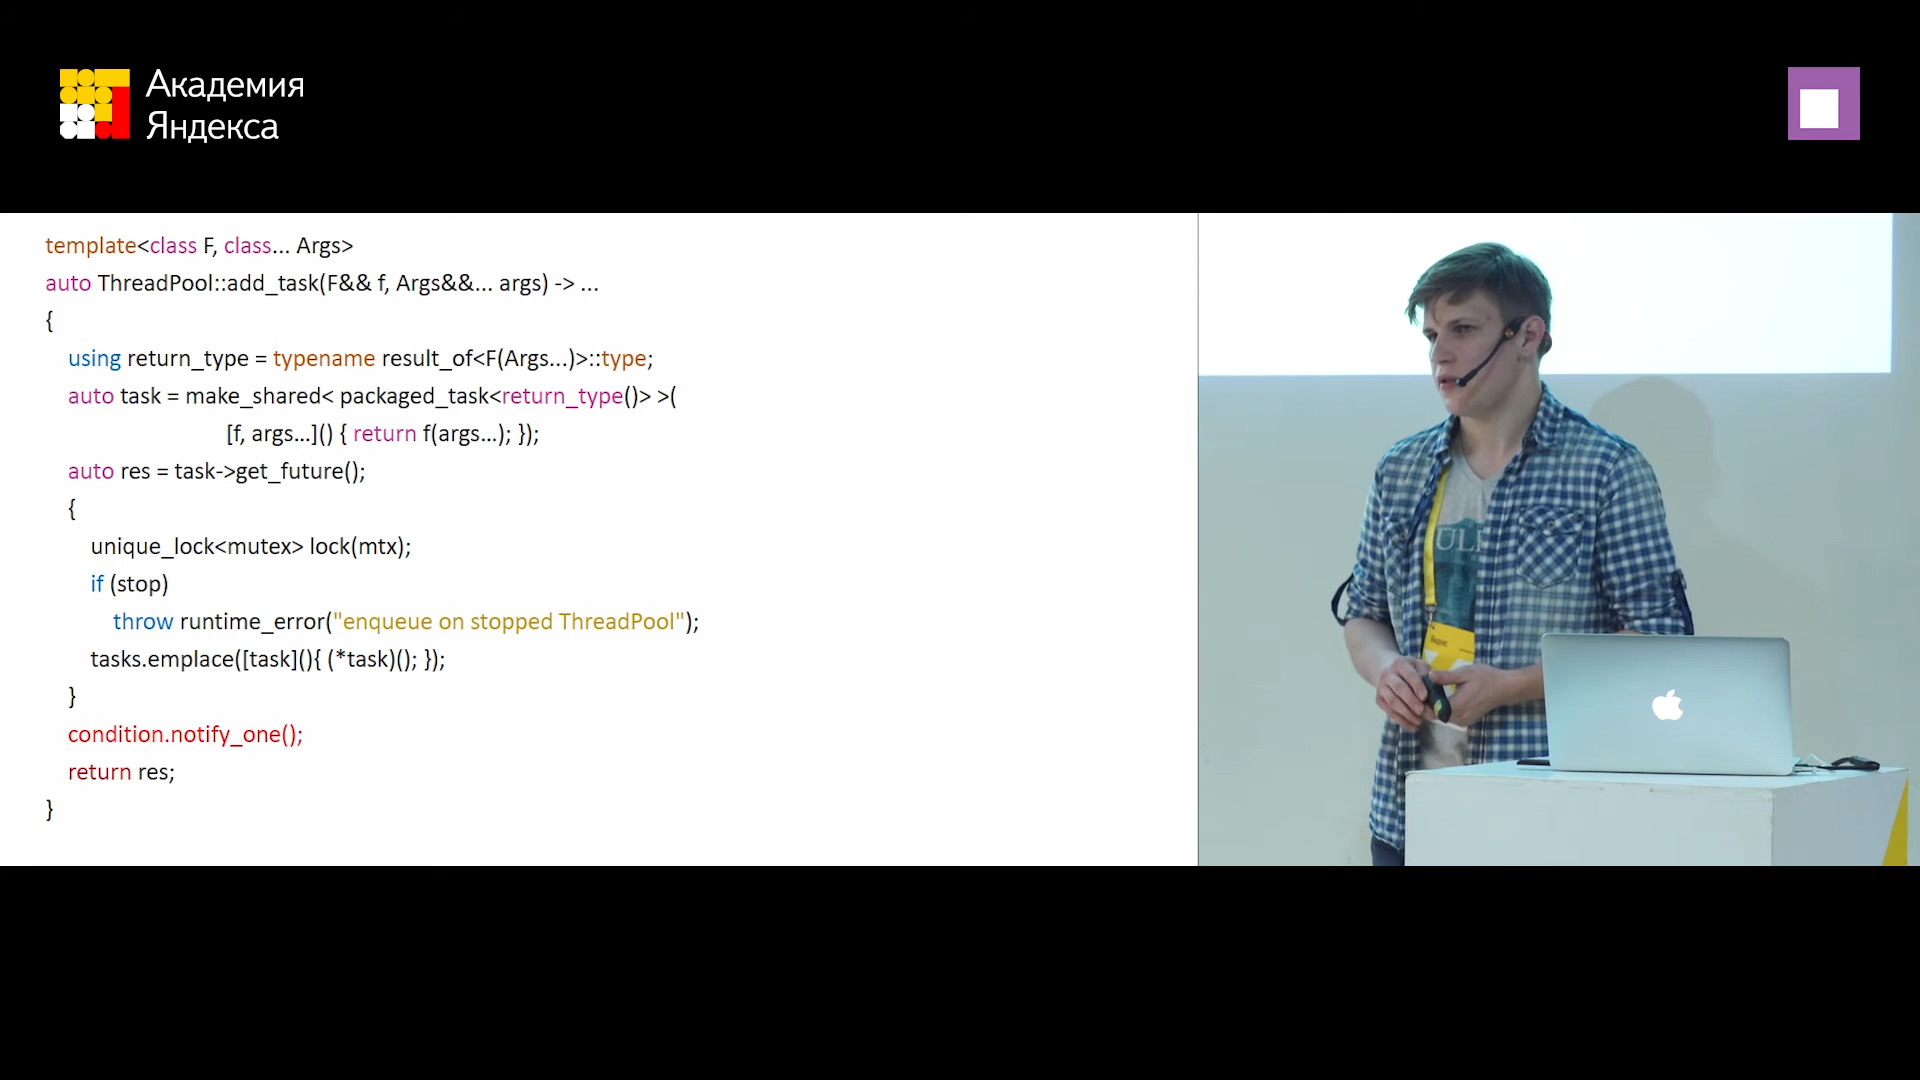 Академия
Яндекса
template<class F, class... Args>
auto ThreadPool::add_task(F&& f, Args&&... args) -> ...
{
using return_type = typename result_of<F(Args...)>::type;
auto task = make_shared< packaged_task<return_type()> >(
[f, args...]() { return f(args...); });
auto res = task->get_future();
{
unique_lock<mutex> lock(mtx);
if (stop)
throw runtime_error("enqueue on stopped ThreadPool");
tasks.emplace([task](){ (*task)(); });
}
condition.notify_one();
return res;
}